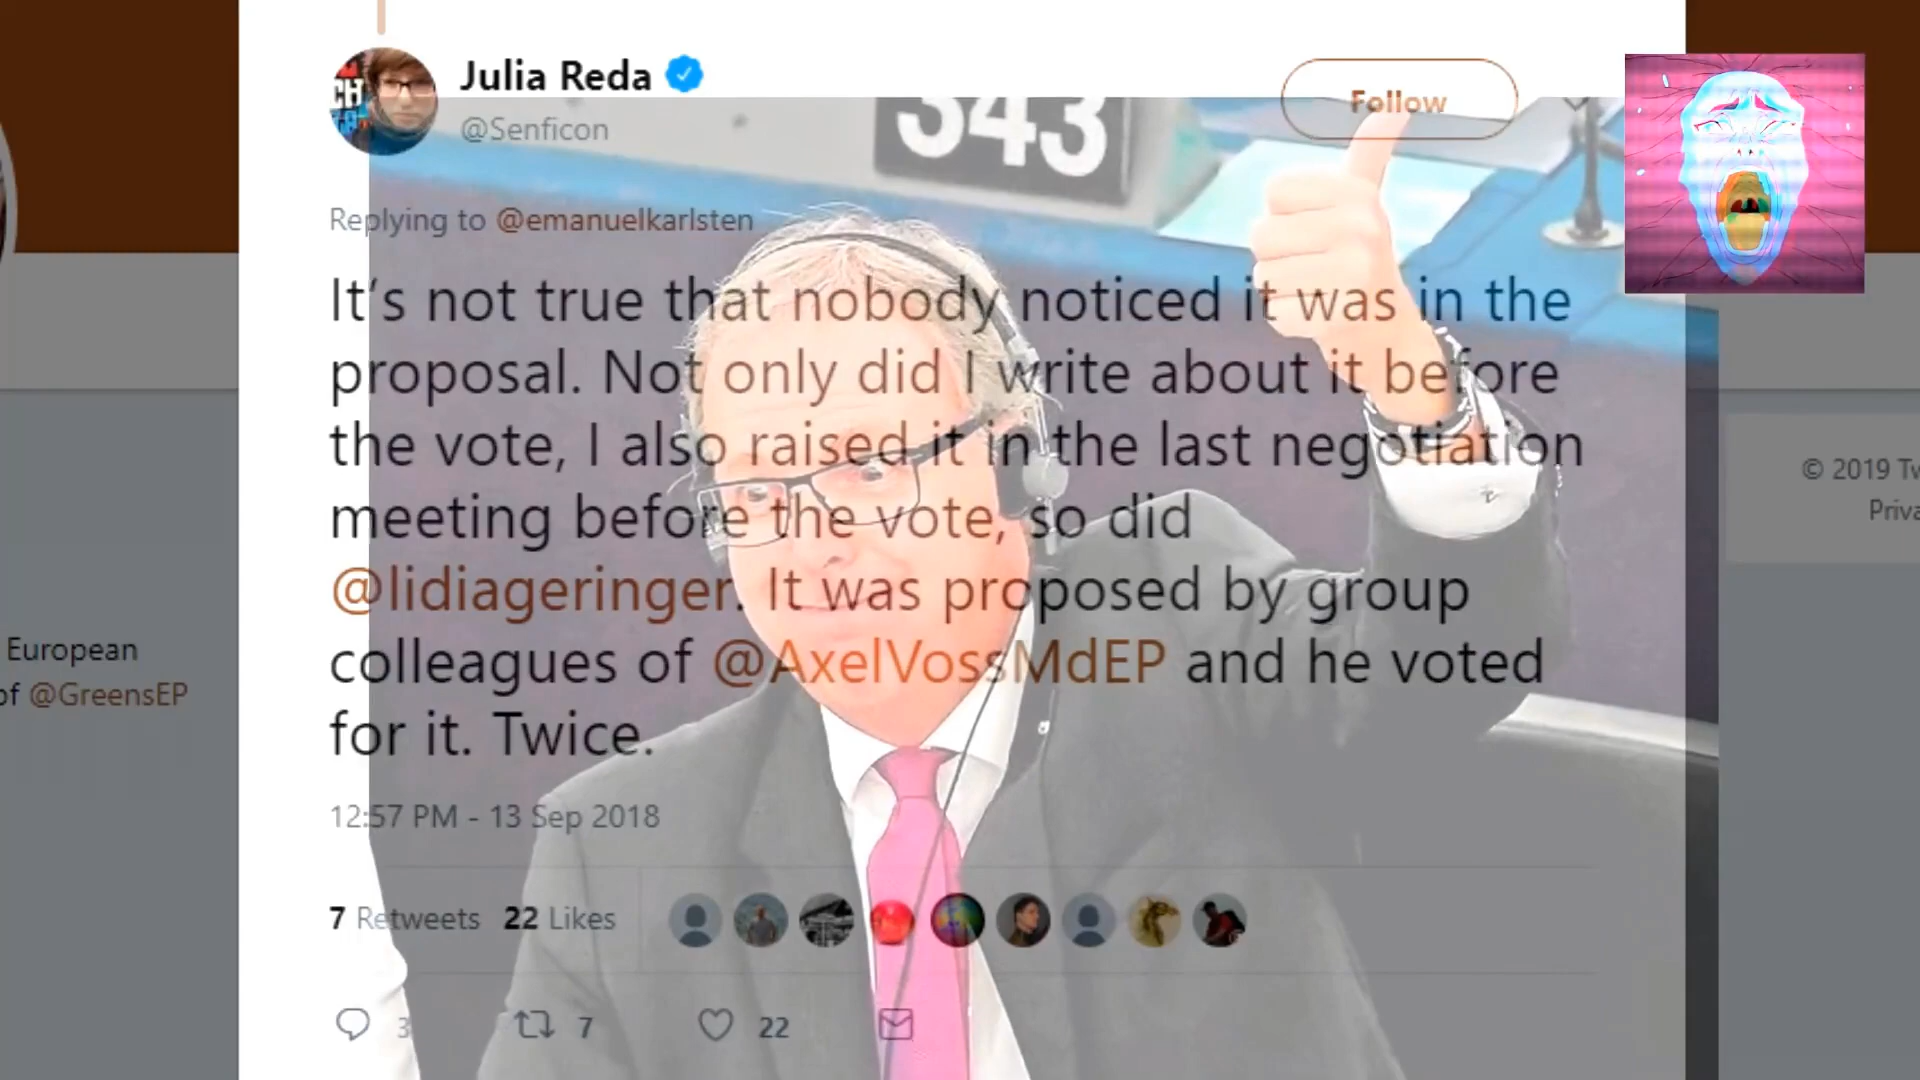 Julia Reda
@Senficon
Follow
343
Replying to @emanuelkarlsten
It's not true that nobody noticed it was in the
proposal. Not only did I write about it before
the vote, I also raised it in the last negotiation
meeting before the vote, so did
@lidiageringer. It was proposed by group
colleagues of @AxelVossMdEP and he voted
for it. Twice.
12:57 PM - 13 Sep 2018
7 Retweets 22 Likes
3 7 22
European
of @GreensEP
© 2019